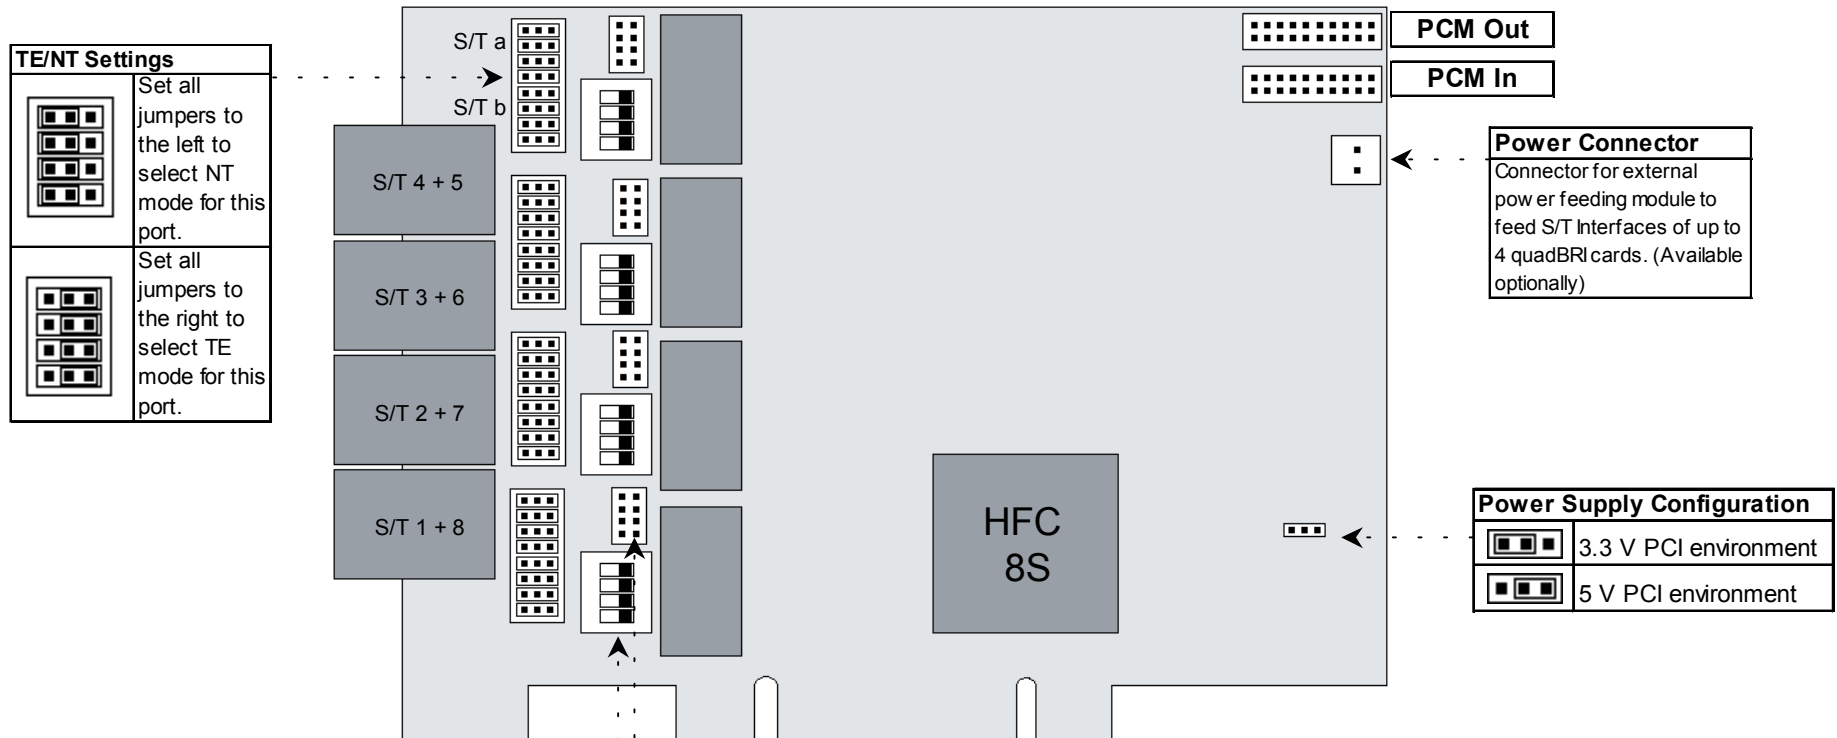 TE/NT Settings
Set all
jumpers to
the left to
select NT
mode for this
port.
Set all
jumpers to
the right to
select TE
mode for this
port.
S/T a
S/T b
S/T 4 + 5
S/T 3 + 6
S/T 2 + 7
S/T 1 + 8
HFC
8S
PCM Out
PCM In
Power Connector
Connector for external
power feeding module to
feed S/T Interfaces of up to
4 quadBRI cards. (Available
optionally)
Power Supply Configuration
3.3 V PCI environment
5 V PCI environment